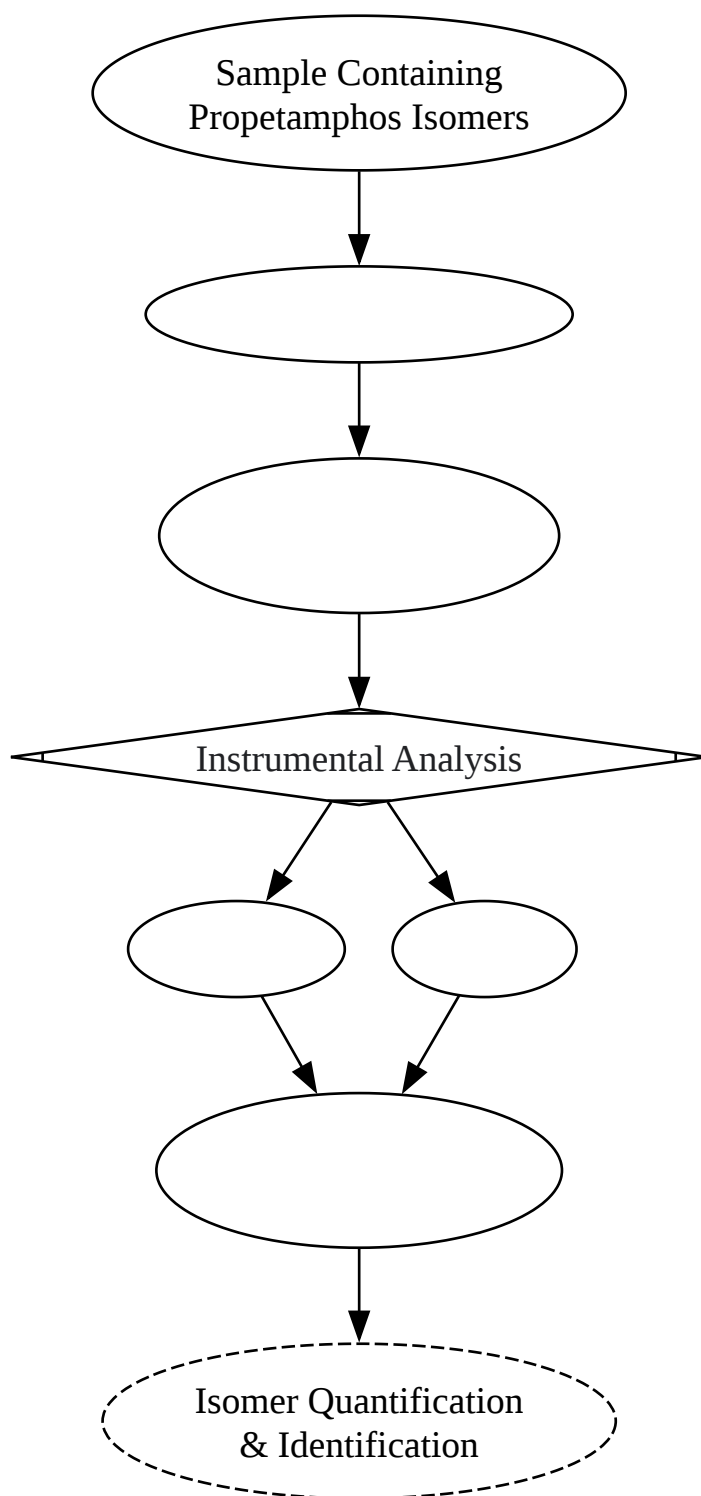 Sample Containing
Propetamphos Isomers
Instrumental Analysis
Isomer Quantification
& Identification